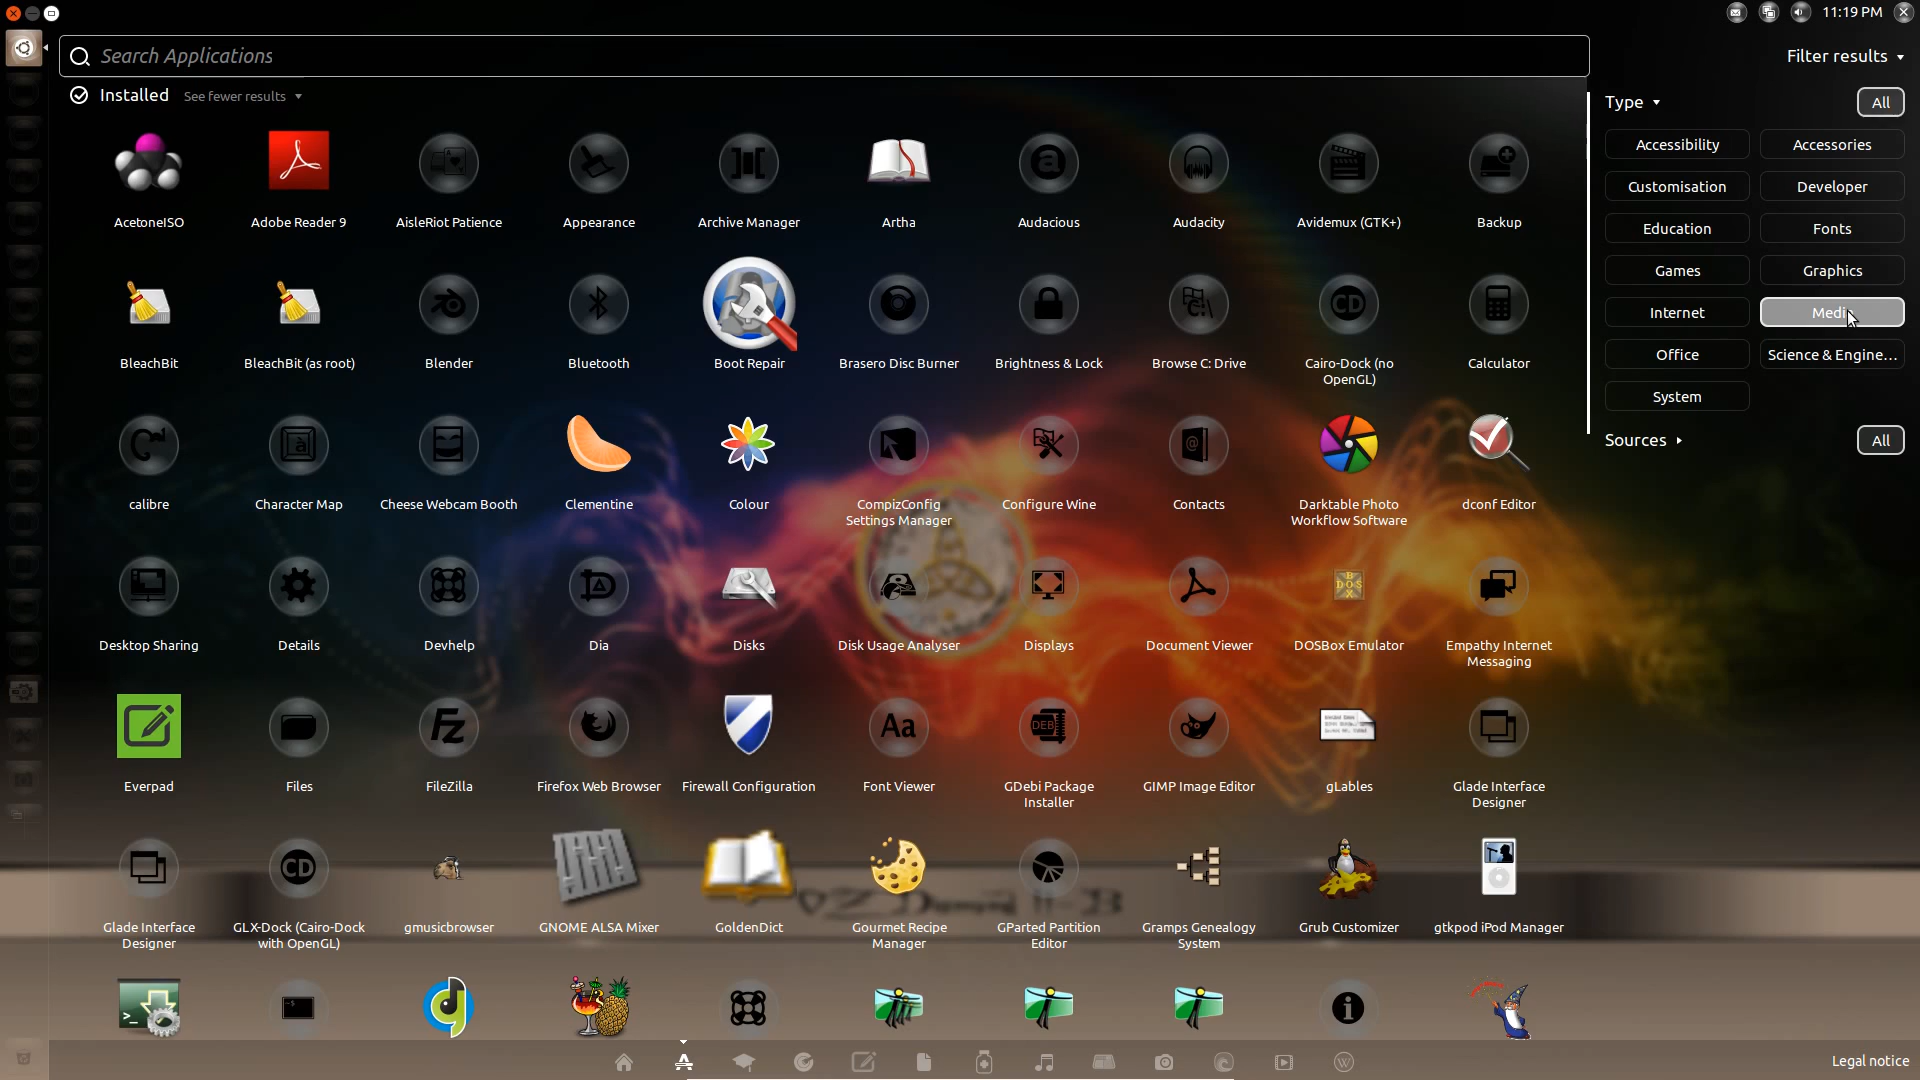 11:19 PM
Search Applications
Filter results
Installed See fewer results
Type All
Accessibility Accessories
Customisation Developer
Education Fonts
Games Graphics
Internet Medi
Office Science & Engine...
System
Sources All
AcetoneISO Adobe Reader 9 AisleRiot Patience Appearance Archive Manager Artha Audacious Audacity Avidemux (GTK+) Backup
C:\ CD
BleachBit BleachBit (as root) Blender Bluetooth Boot Repair Brasero Disc Burner Brightness & Lock Browse C: Drive Cairo-Dock (no Calculator
OpenGL)
calibre Character Map Cheese Webcam Booth Clementine Colour CompizConfig Configure Wine Contacts Darktable Photo dconf Editor
Settings Manager Workflow Software
Desktop Sharing Details Devhelp Dia Disks Disk Usage Analyser Displays Document Viewer DOSBox Emulator Empathy Internet
Messaging
Fz Aa DEB
Everpad Files FileZilla Firefox Web Browser Firewall Configuration Font Viewer GDebi Package GIMP Image Editor gLables Glade Interface
Installer Designer
CD
Glade Interface GLX-Dock (Cairo-Dock gmusicbrowser GNOME ALSA Mixer GoldenDict Gourmet Recipe GParted Partition Gramps Genealogy Grub Customizer gtkpod iPod Manager
Designer with OpenGL) Manager Editor System
Legal notice